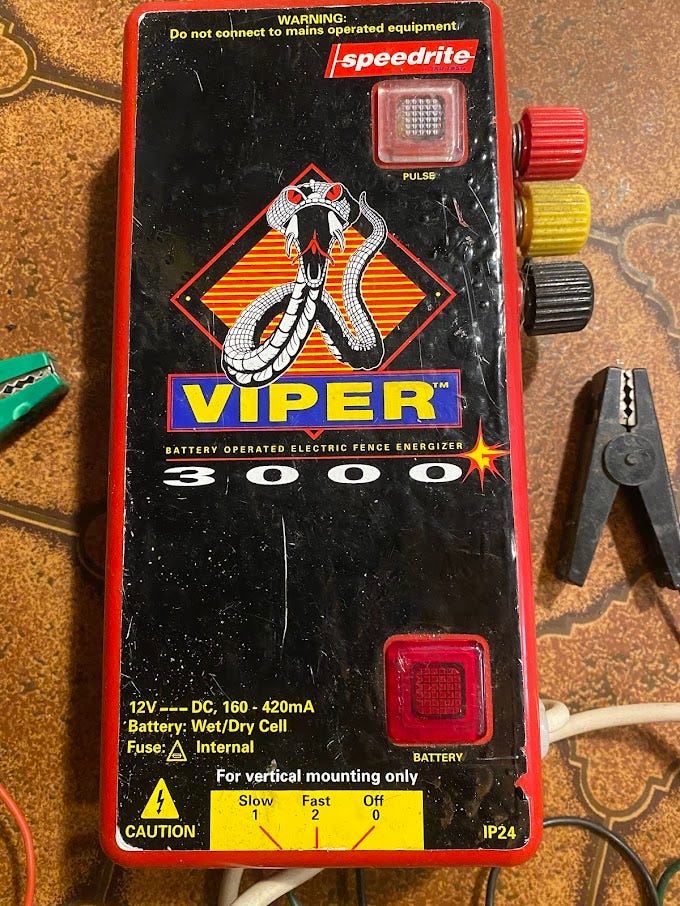 WARNING:
Do not connect to mains operated equipment
speedrite
PULSE
VIPER™
BATTERY OPERATED ELECTRIC FENCE ENERGIZER
3000
12V --- DC, 160 - 420mA
Battery: Wet/Dry Cell
Fuse: Internal
BATTERY
For vertical mounting only
Slow Fast Off
1 2 0
CAUTION
IP24